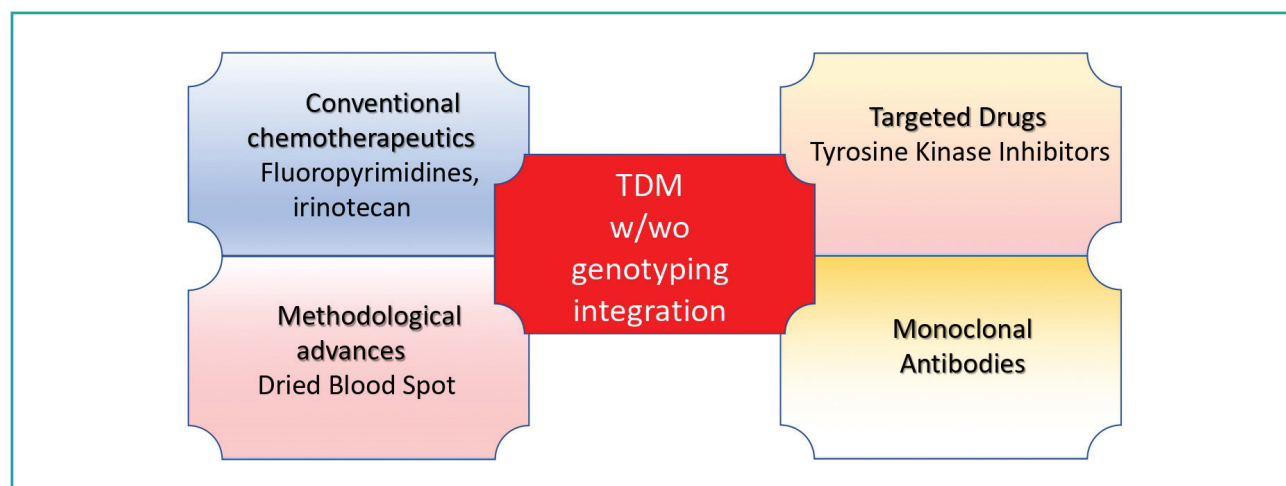 Conventional
chemotherapeutics
Fluoropyrimidines,
irinotecan
Targeted Drugs
Tyrosine Kinase Inhibitors
TDM
w/wo
genotyping
integration
Methodological
advances
Dried Blood Spot
Monoclonal
Antibodies